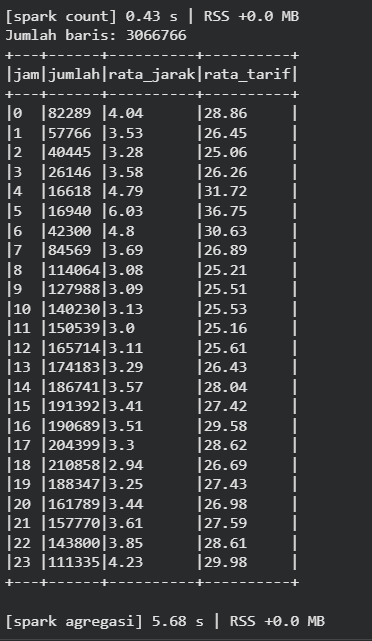 [spark count] 0.43 s | RSS +0.0 MB
Jumlah baris: 3066766
+---+------+----------+----------+
|jam|jumlah|rata_jarak|rata_tarif|
+---+------+----------+----------+
|0  |82289 |4.04      |28.86     |
|1  |57766 |3.53      |26.45     |
|2  |40445 |3.28      |25.06     |
|3  |26146 |3.58      |26.26     |
|4  |16618 |4.79      |31.72     |
|5  |16940 |6.03      |36.75     |
|6  |42300 |4.8       |30.63     |
|7  |84569 |3.69      |26.89     |
|8  |114064|3.08      |25.21     |
|9  |127988|3.09      |25.51     |
|10 |140230|3.13      |25.53     |
|11 |150539|3.0       |25.16     |
|12 |165714|3.11      |25.61     |
|13 |174183|3.29      |26.43     |
|14 |186741|3.57      |28.04     |
|15 |191392|3.41      |27.42     |
|16 |190689|3.51      |29.58     |
|17 |204399|3.3       |28.62     |
|18 |210858|2.94      |26.69     |
|19 |188347|3.25      |27.43     |
|20 |161789|3.44      |26.98     |
|21 |157770|3.61      |27.59     |
|22 |143800|3.85      |28.61     |
|23 |111335|4.23      |29.98     |
+---+------+----------+----------+
[spark agregasi] 5.68 s | RSS +0.0 MB